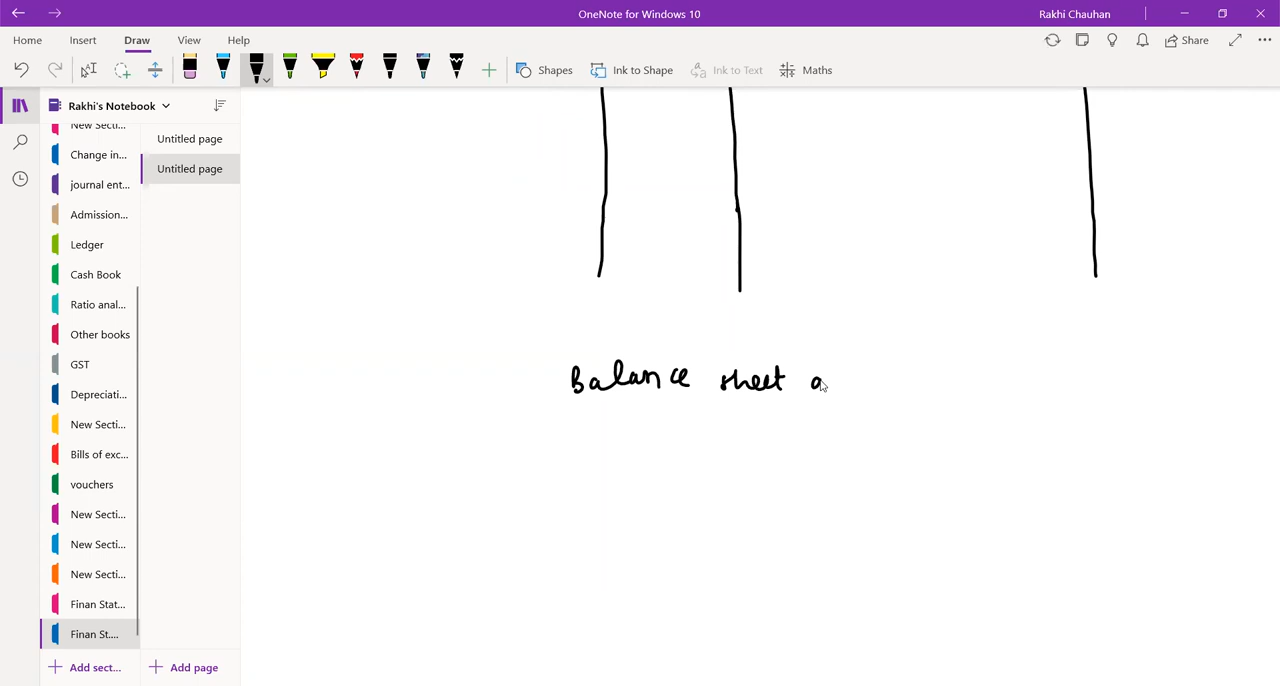 OneNote for Windows 10
Rakhi Chauhan
Home Insert Draw View Help
Share
Shapes Ink to Shape Ink to Text Maths
Rakhi's Notebook
New Secti...
Change in...
journal ent...
Admission...
Ledger
Cash Book
Ratio anal...
Other books
GST
Depreciati...
New Secti...
Bills of exc...
vouchers
New Secti...
New Secti...
New Secti...
Finan Stat...
Finan St....
Add sect...
Untitled page
Untitled page
Add page
Balance sheet a